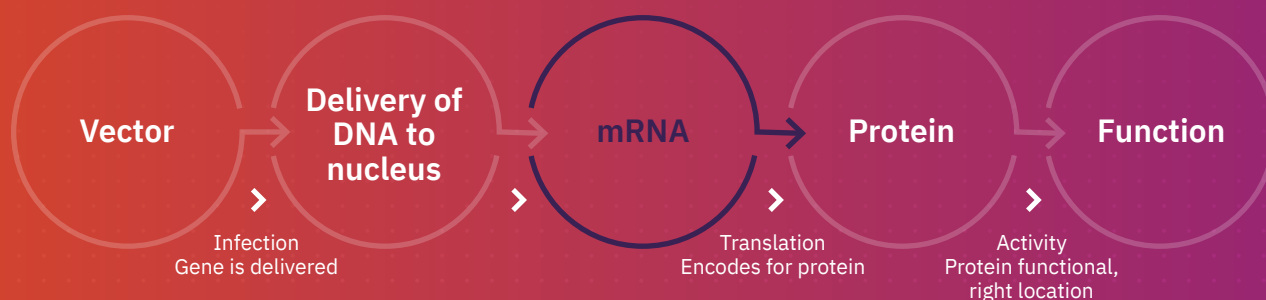 Vector
Delivery of
DNA to
nucleus
mRNA
Protein
Function
Infection
Gene is delivered
Translation
Encodes for protein
Activity
Protein functional,
right location